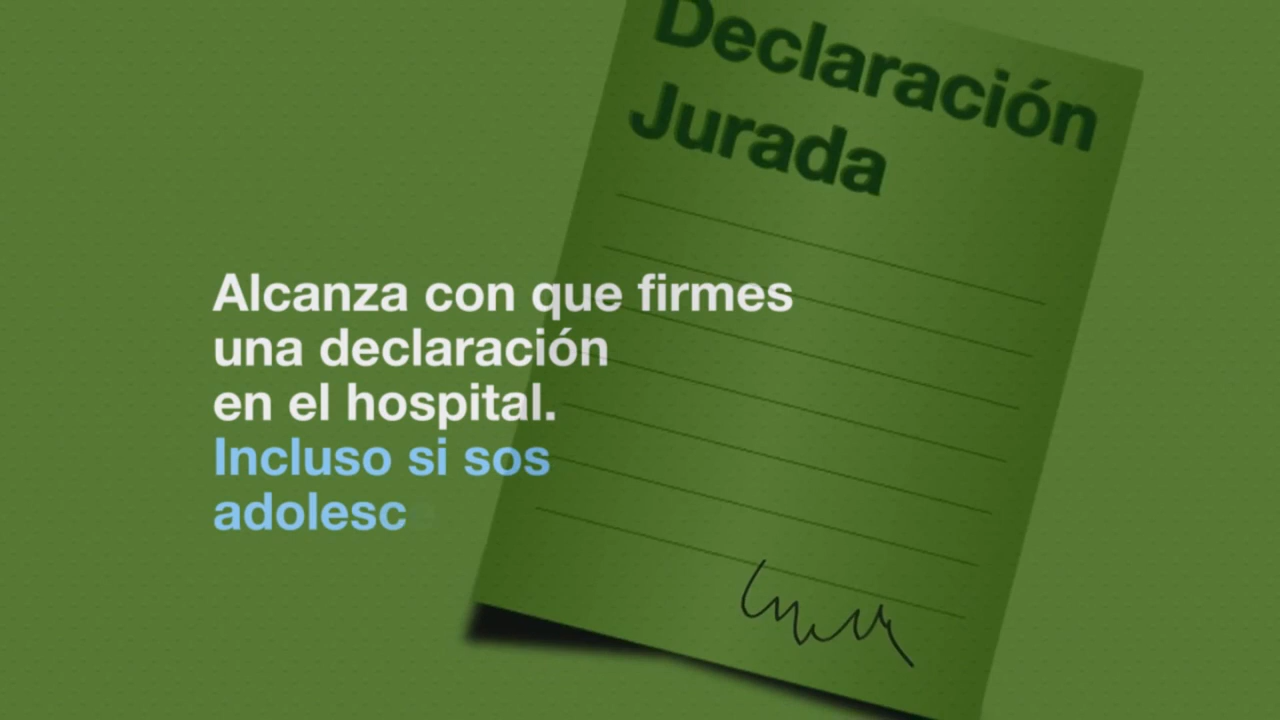 Declaración
Jurada
Alcanza con que firmes
una declaración
en el hospital.
Incluso si sos
adolesc